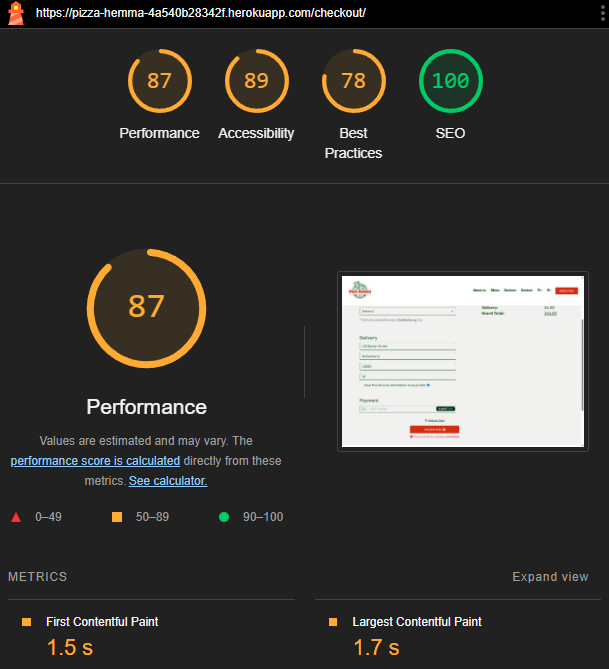 https://pizza-hemma-4a540b28342f.herokuapp.com/checkout/
87
89
78
100
Performance
Accessibility
Best
Practices
SEO
87
Performance
Values are estimated and may vary. The
performance score is calculated directly from these
metrics. See calculator.
0–49
50–89
90–100
Delivery
Payment
METRICS
Expand view
First Contentful Paint
1.5 s
Largest Contentful Paint
1.7 s